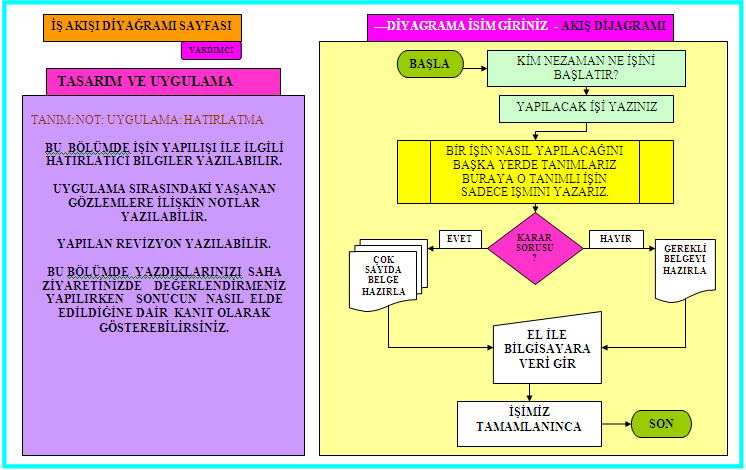 İŞ AKIŞI DİYAĞRAMI SAYFASI
YARDIMCI
TASARIM VE UYGULAMA
TANIM: NOT: UYGULAMA: HATIRLATMA
BU BÖLÜMDE İŞİN YAPILIŞI İLE İLGİLİ
HATIRLATICI BİLGİLER YAZILABILIR.
UYGULAMA SIRASINDAKİ YAŞANAN
GÖZLEMLERE İLİŞKİN NOTLAR
YAZILABİLİR.
YAPILAN REVİZYON YAZILABİLİR.
BU BÖLÜMDE YAZDIKLARINIZI SAHA
ZİYARETİNİZDE DEĞERLENDİRMENİZ
YAPILIRKEN SONUCUN NASIL ELDE
EDİLDİĞİNE DAİR KANIT OLARAK
GÖSTEREBİLİRSİNİZ.
—DİYAGRAMA İSİM GİRİNİZ - AKIŞ DİJAGRAMI
BAŞLA
KİM NEZAMAN NE İŞİNİ
BAŞLATIR?
YAPILACAK İŞİ YAZINIZ
BİR İŞİN NASIL YAPILACAĞINI
BAŞKA YERDE TANIMLARIZ
BURAYA O TANIMLI İŞIN
SADECE IŞMINI YAZARIZ.
EVET
KARAR
SORUSU
?
HAYIR
ÇOK
SAYIDA
BELGE
HAZIRLA
GEREKLİ
BELGEYI
HAZIRLA
EL İLE
BİLGİSAYARA
VERİ GİR
İŞİMİZ
TAMAMLANINCA
SON